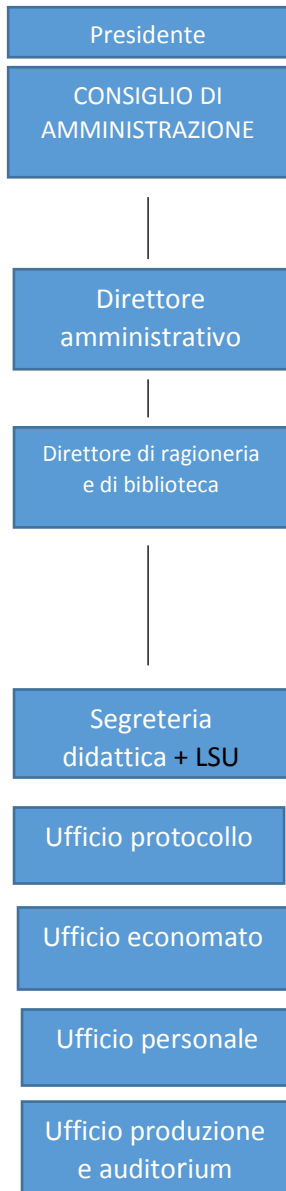 Presidente
CONSIGLIO DI
AMMINISTRAZIONE
Direttore
amministrativo
Direttore di ragioneria
e di biblioteca
Segreteria
didattica + LSU
Ufficio protocollo
Ufficio economato
Ufficio personale
Ufficio produzione
e auditorium